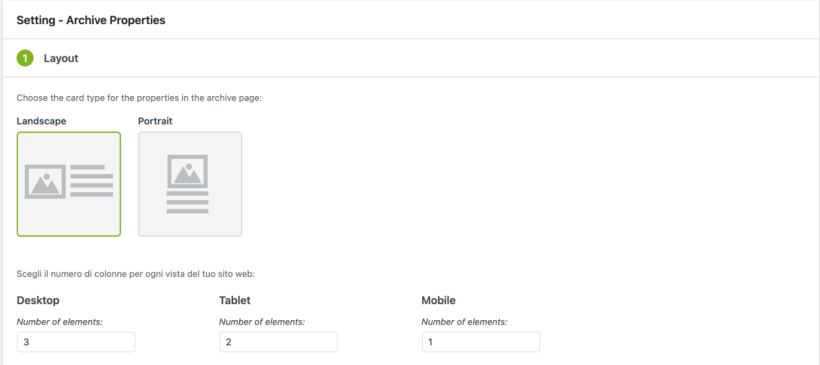 Setting - Archive Properties
1 Layout
Choose the card type for the properties in the archive page:
Landscape Portrait
Scegli il numero di colonne per ogni vista del tuo sito web:
Desktop Tablet Mobile
Number of elements: Number of elements: Number of elements:
3 2 1